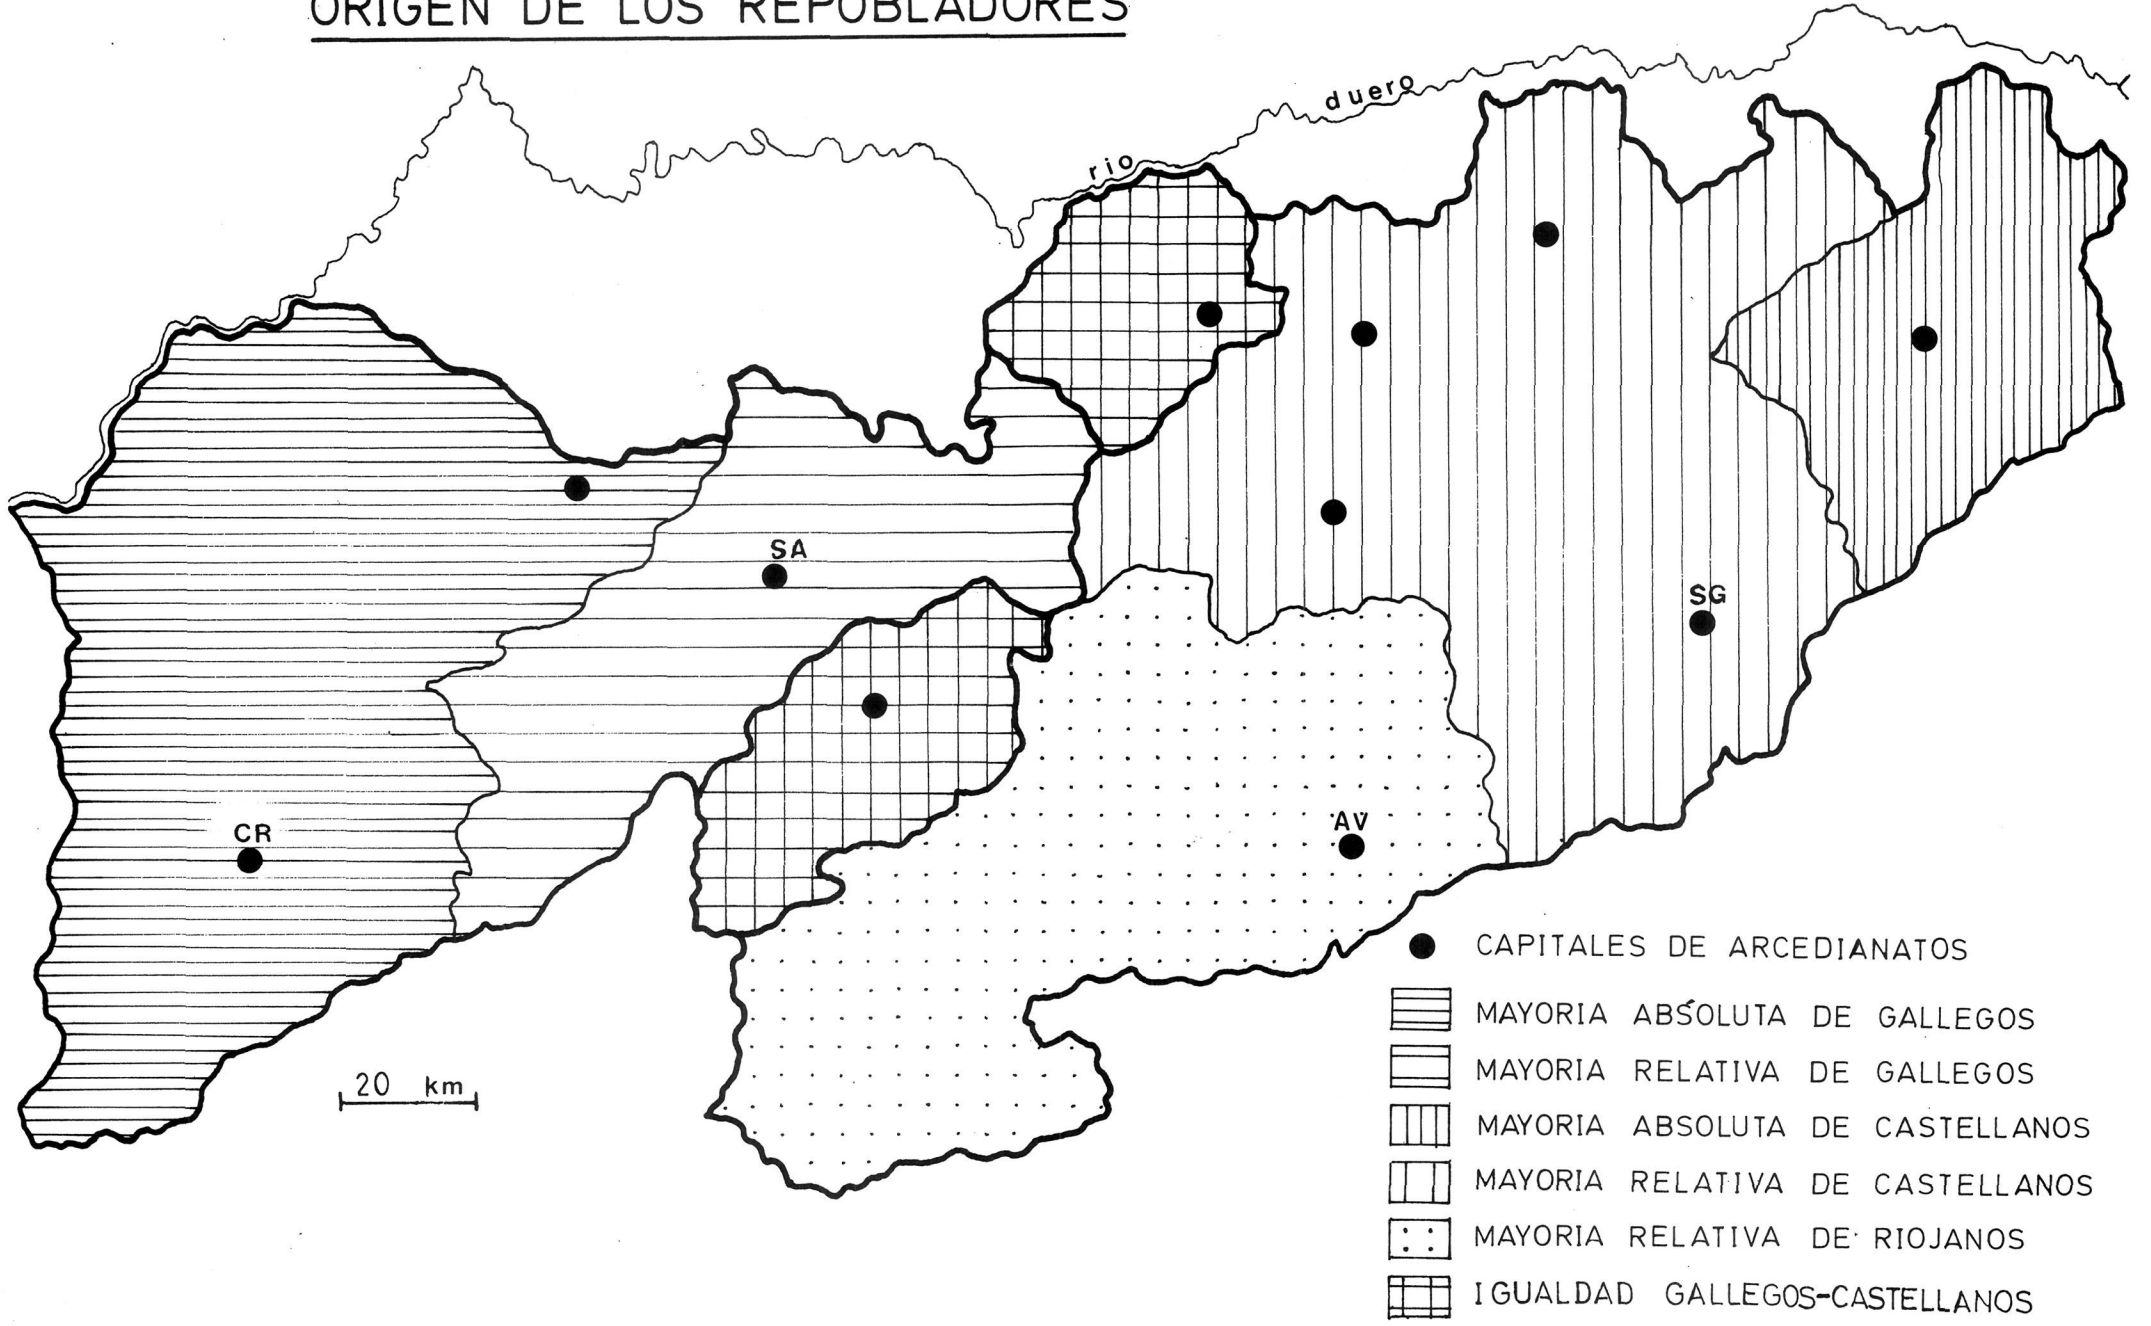 ORIGEN DE LOS REPOBLADORES
rio duero
SA
SG
CR
AV
20 km
CAPITALES DE ARCEDIANATOS
MAYORIA ABSOLUTA DE GALLEGOS
MAYORIA RELATIVA DE GALLEGOS
MAYORIA ABSOLUTA DE CASTELLANOS
MAYORIA RELATIVA DE CASTELLANOS
MAYORIA RELATIVA DE RIOJANOS
IGUALDAD GALLEGOS-CASTELLANOS